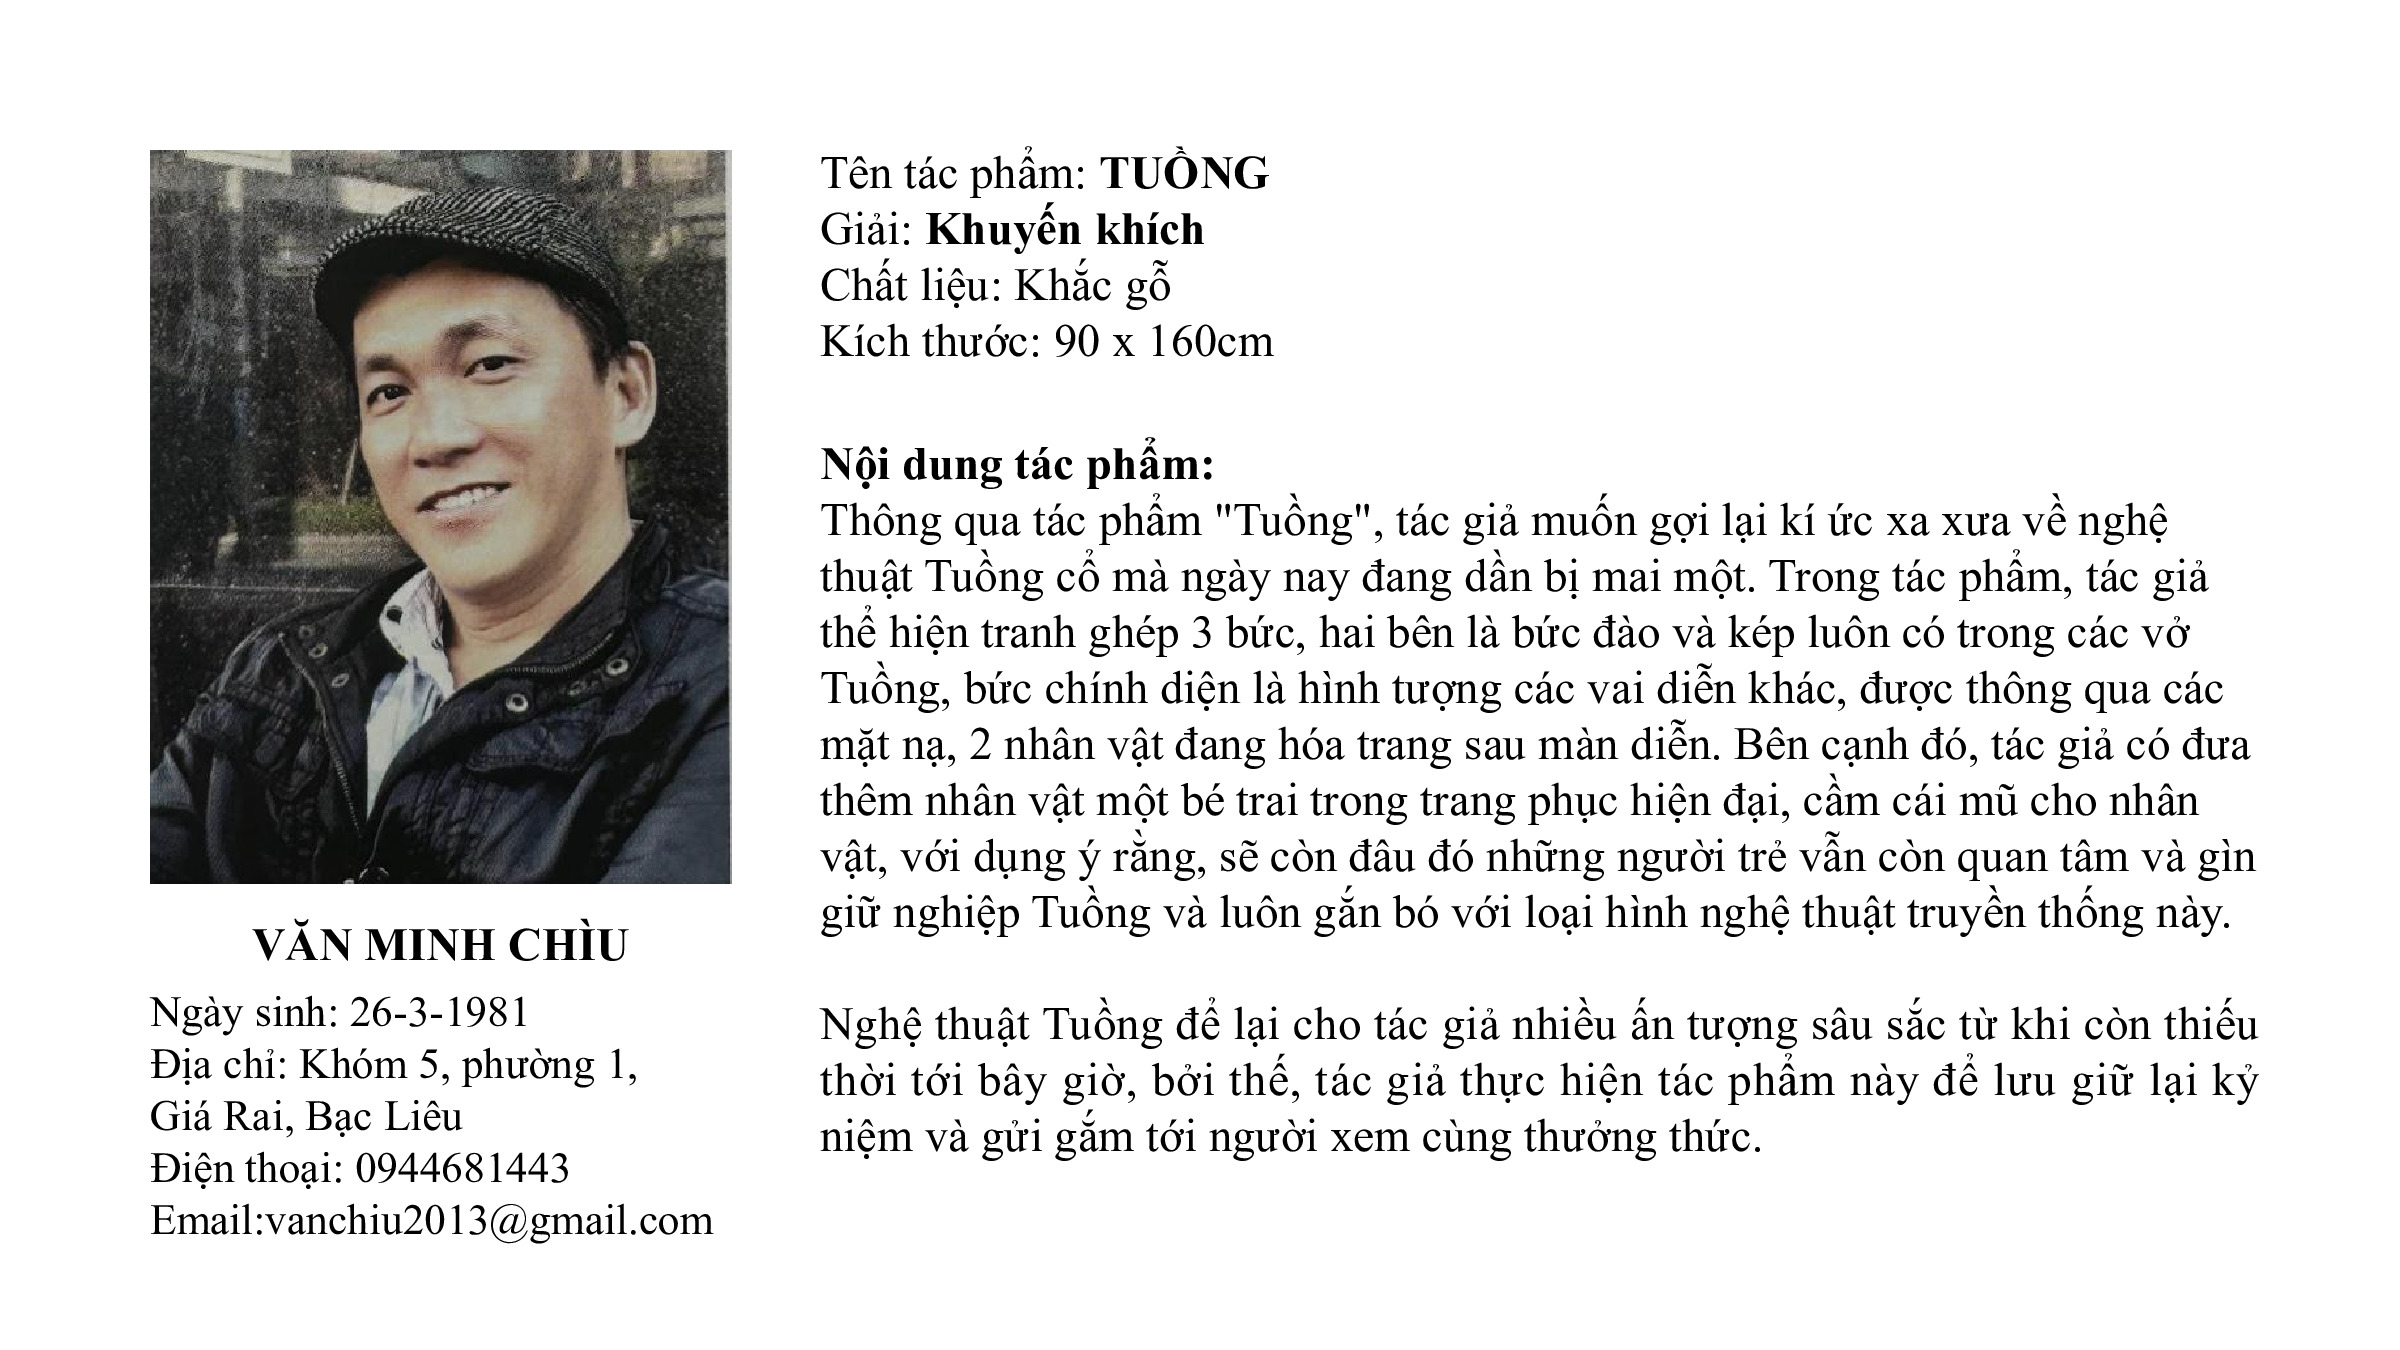 VĂN MINH CHÌU
Ngày sinh: 26-3-1981
Địa chỉ: Khóm 5, phường 1,
Giá Rai, Bạc Liêu
Điện thoại: 0944681443
Email:vanchiu2013@gmail.com
Tên tác phẩm: TUỒNG
Giải: Khuyến khích
Chất liệu: Khắc gỗ
Kích thước: 90 x 160cm
Nội dung tác phẩm:
Thông qua tác phẩm "Tuồng", tác giả muốn gợi lại kí ức xa xưa về nghệ
thuật Tuồng cổ mà ngày nay đang dần bị mai một. Trong tác phẩm, tác giả
thể hiện tranh ghép 3 bức, hai bên là bức đào và kép luôn có trong các vở
Tuồng, bức chính diện là hình tượng các vai diễn khác, được thông qua các
mặt nạ, 2 nhân vật đang hóa trang sau màn diễn. Bên cạnh đó, tác giả có đưa
thêm nhân vật một bé trai trong trang phục hiện đại, cầm cái mũ cho nhân
vật, với dụng ý rằng, sẽ còn đâu đó những người trẻ vẫn còn quan tâm và gìn
giữ nghiệp Tuồng và luôn gắn bó với loại hình nghệ thuật truyền thống này.
Nghệ thuật Tuồng để lại cho tác giả nhiều ấn tượng sâu sắc từ khi còn thiếu
thời tới bây giờ, bởi thế, tác giả thực hiện tác phẩm này để lưu giữ lại kỷ
niệm và gửi gắm tới người xem cùng thưởng thức.